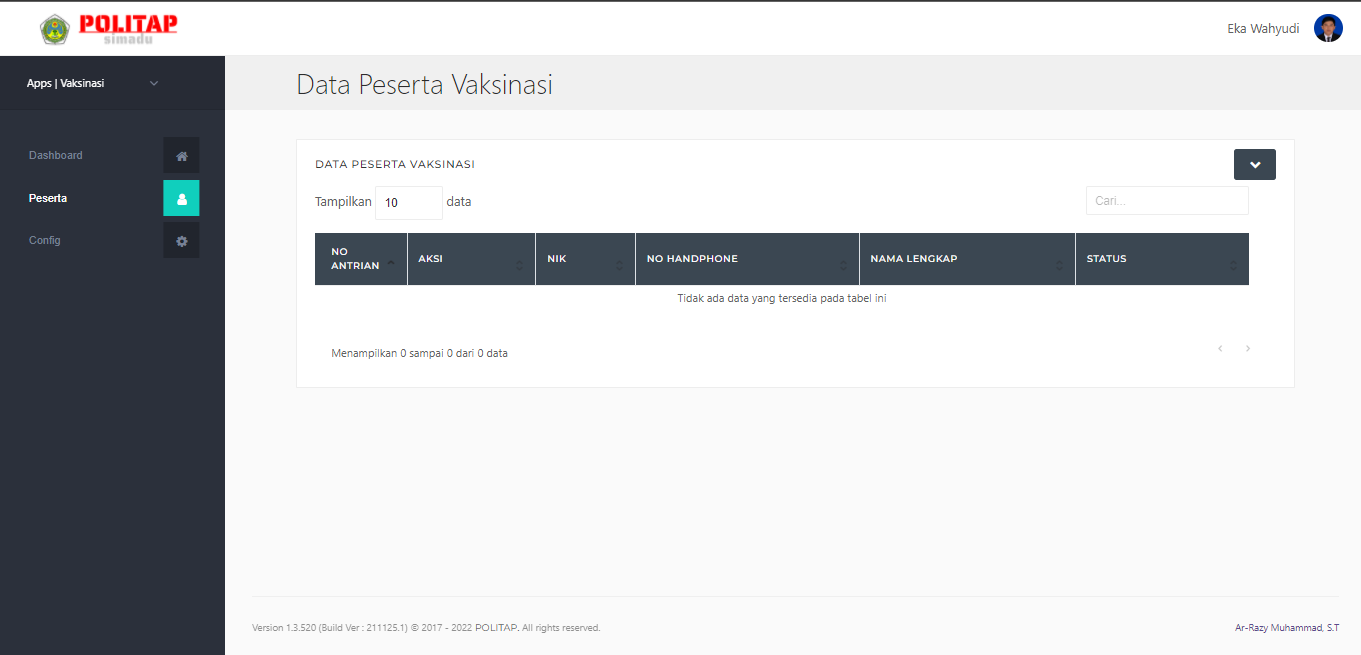 POLITAP
simadu
Eka Wahyudi
Apps | Vaksinasi
Data Peserta Vaksinasi
Dashboard
Peserta
Config
DATA PESERTA VAKSINASI
Tampilkan 10 data
Cari...
NO ANTRIAN AKSI NIK NO HANDPHONE NAMA LENGKAP STATUS
Tidak ada data yang tersedia pada tabel ini
Menampilkan 0 sampai 0 dari 0 data
Version 1.3.520 (Build Ver : 211125.1) © 2017 - 2022 POLITAP. All rights reserved.
Ar-Razy Muhammad, S.T